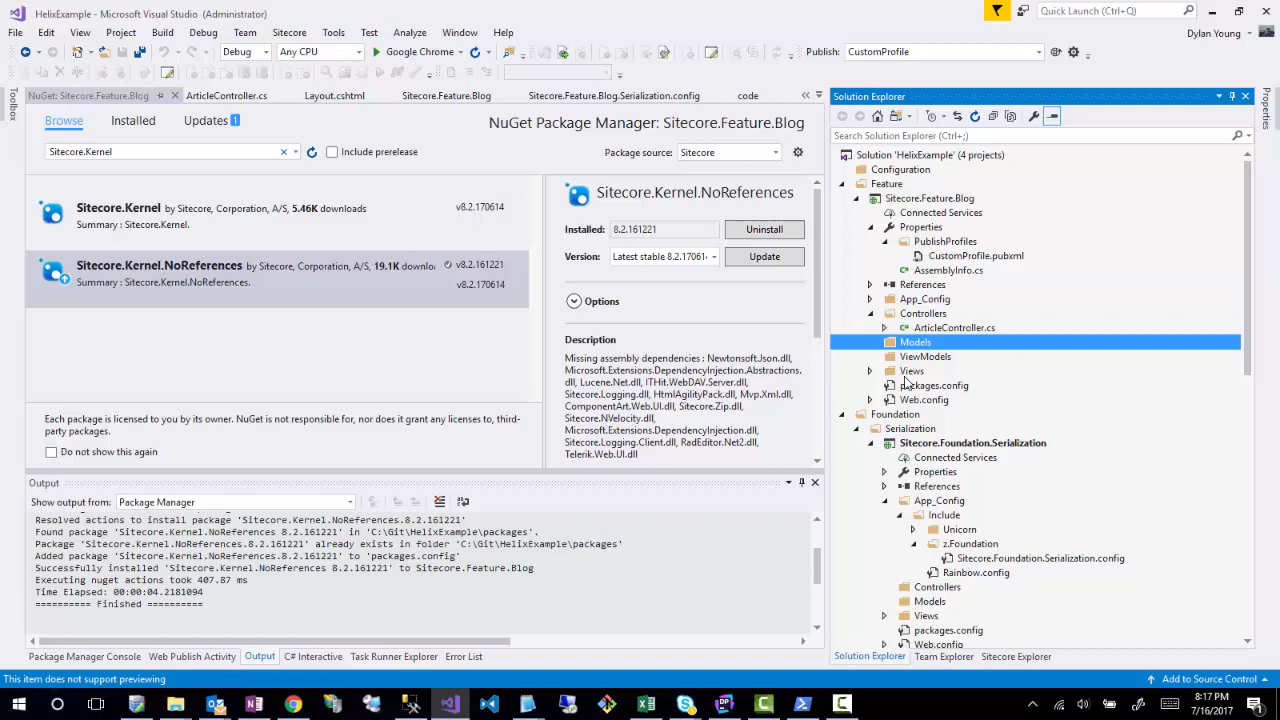 HelixExample - Microsoft Visual Studio (Administrator)
Quick Launch (Ctrl+Q)
File Edit View Project Build Debug Team Sitecore Tools Test Analyze Window Help
Dylan Young
Debug Any CPU Google Chrome Publish: CustomProfile
Toolbox
NuGet: Sitecore.Feature.Blog ArticleController.cs Layout.cshtml Sitecore.Feature.Blog Sitecore.Feature.Blog.Serialization.config code
Browse Installed Updates 1
NuGet Package Manager: Sitecore.Feature.Blog
Sitecore.Kernel
Include prerelease
Package source: Sitecore
Sitecore.Kernel by Sitecore, Corporation, A/S, 5.46K downloads v8.2.170614
Summary : Sitecore.Kernel.
Sitecore.Kernel.NoReferences by Sitecore, Corporation, A/S, 19.1K downlo v8.2.161221
Summary : Sitecore.Kernel.NoReferences. v8.2.170614
Each package is licensed to you by its owner. NuGet is not responsible for, nor does it grant any licenses to, third-
party packages.
Do not show this again
Sitecore.Kernel.NoReferences
Installed: 8.2.161221 Uninstall
Version: Latest stable 8.2.17061 Update
Options
Description
Missing assembly dependencies : Newtonsoft.Json.dll,
Microsoft.Extensions.DependencyInjection.Abstractions
.dll, Lucene.Net.dll, ITHit.WebDAV.Server.dll,
Sitecore.Logging.dll, HtmlAgilityPack.dll, Mvp.Xml.dll,
ComponentArt.Web.UI.dll, Sitecore.Zip.dll,
Sitecore.NVelocity.dll,
Microsoft.Extensions.DependencyInjection.dll,
Sitecore.Logging.Client.dll, RadEditor.Net2.dll,
Telerik.Web.UI.dll
Output
Show output from: Package Manager
Resolved actions to install package 'Sitecore.Kernel.NoReferences.8.2.161221'
Found package 'Sitecore.Kernel.NoReferences 8.2.161221' in 'C:\Git\HelixExample\packages'.
Package 'Sitecore.Kernel.NoReferences.8.2.161221' already exists in folder 'C:\Git\HelixExample\packages'
Added package 'Sitecore.Kernel.NoReferences.8.2.161221' to 'packages.config'
Successfully installed 'Sitecore.Kernel.NoReferences 8.2.161221' to Sitecore.Feature.Blog
Executing nuget actions took 407.87 ms
Time Elapsed: 00:00:04.2181094
========== Finished ==========
Package Manager Console Web Publish Activity Output C# Interactive Task Runner Explorer Error List
Solution Explorer
Search Solution Explorer (Ctrl+;)
Solution 'HelixExample' (4 projects)
Configuration
Feature
Sitecore.Feature.Blog
Connected Services
Properties
PublishProfiles
CustomProfile.pubxml
AssemblyInfo.cs
References
App_Config
Controllers
ArticleController.cs
Models
ViewModels
Views
packages.config
Web.config
Foundation
Serialization
Sitecore.Foundation.Serialization
Connected Services
Properties
References
App_Config
Include
Unicorn
z.Foundation
Sitecore.Foundation.Serialization.config
Rainbow.config
Controllers
Models
Views
packages.config
Web.config
Solution Explorer Team Explorer Sitecore Explorer
Properties
This item does not support previewing
Add to Source Control
8:17 PM
7/16/2017